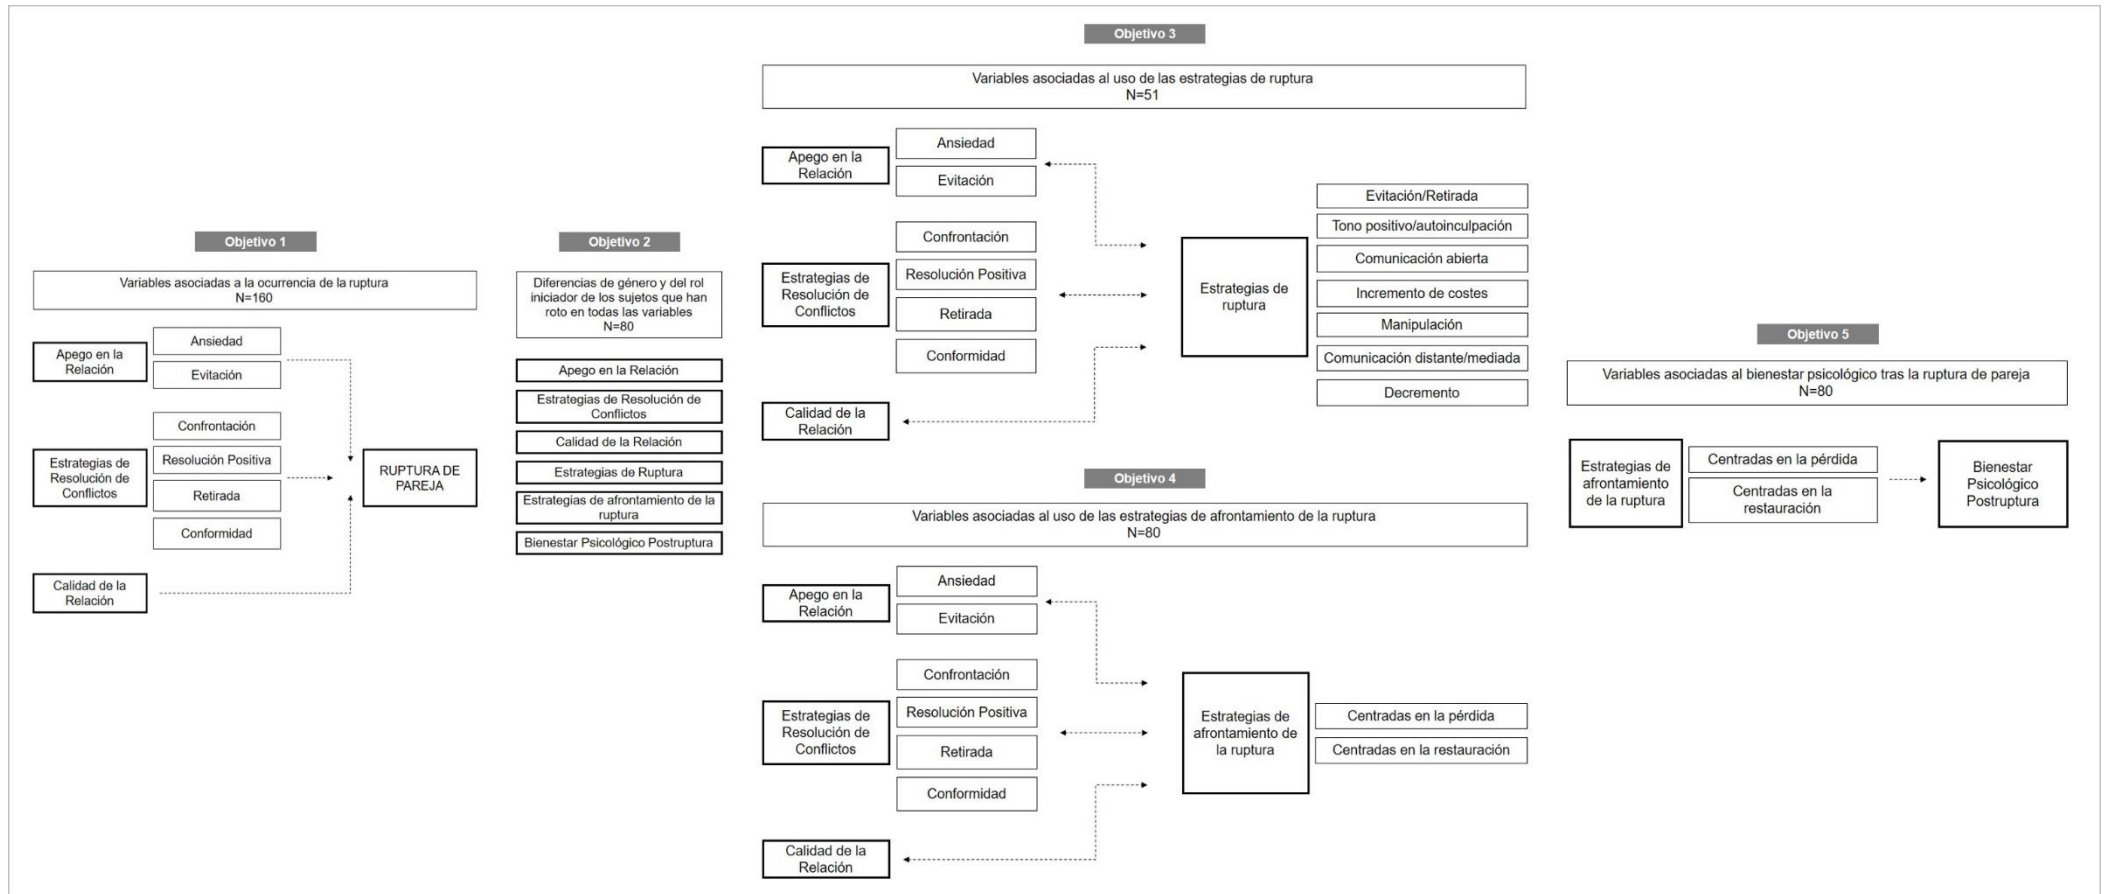 Objetivo 1
Variables asociadas a la ocurrencia de la ruptura
N=160
Apego en la
Relación
Ansiedad
Evitación
Estrategias de
Resolución de
Conflictos
Confrontación
Resolución Positiva
Retirada
Conformidad
Calidad de la
Relación
RUPTURA DE
PAREJA
Objetivo 2
Diferencias de género y del rol
iniciador de los sujetos que han
roto en todas las variables
N=80
Apego en la Relación
Estrategias de Resolución de
Conflictos
Calidad de la Relación
Estrategias de Ruptura
Estrategias de afrontamiento de la
ruptura
Bienestar Psicológico Postruptura
Objetivo 3
Variables asociadas al uso de las estrategias de ruptura
N=51
Apego en la
Relación
Ansiedad
Evitación
Estrategias de
Resolución de
Conflictos
Confrontación
Resolución Positiva
Retirada
Conformidad
Calidad de la
Relación
Estrategias de
ruptura
Evitación/Retirada
Tono positivo/autoinculpación
Comunicación abierta
Incremento de costes
Manipulación
Comunicación distante/mediada
Decremento
Objetivo 4
Variables asociadas al uso de las estrategias de afrontamiento de la ruptura
N=80
Apego en la
Relación
Ansiedad
Evitación
Estrategias de
Resolución de
Conflictos
Confrontación
Resolución Positiva
Retirada
Conformidad
Calidad de la
Relación
Estrategias de
afrontamiento de
la ruptura
Centradas en la pérdida
Centradas en la restauración
Objetivo 5
Variables asociadas al bienestar psicológico tras la ruptura de pareja
N=80
Estrategias de
afrontamiento
de la ruptura
Centradas en la pérdida
Centradas en la
restauración
Bienestar
Psicológico
Postruptura